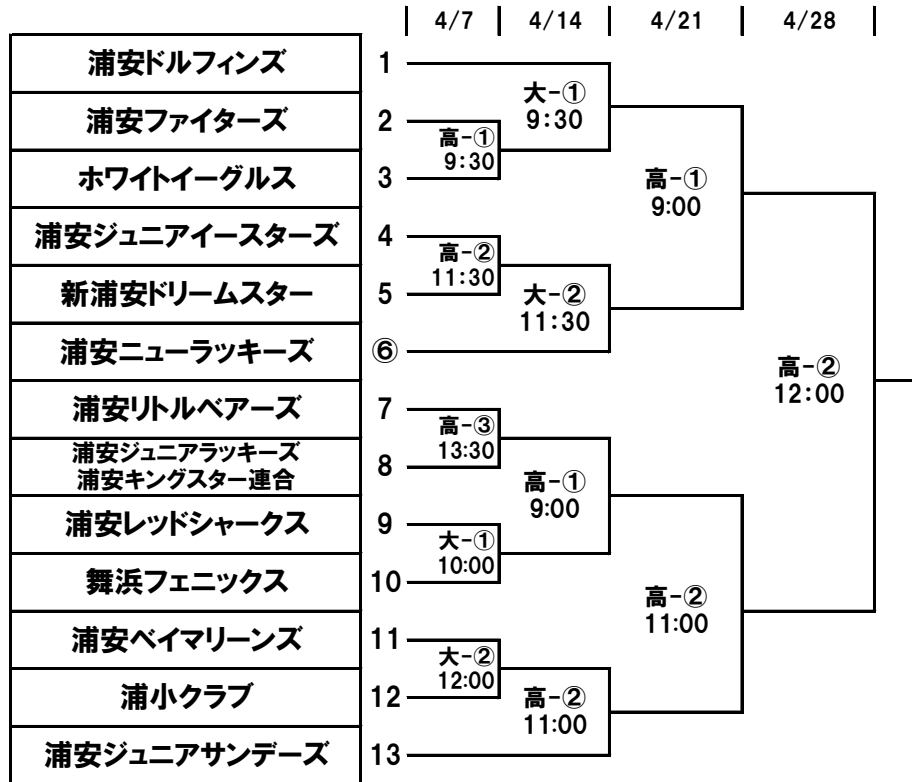 4/7 4/14 4/21 4/28
浦安ドルフィンズ 1
大-①
9:30
浦安ファイターズ 2
高-①
9:30
ホワイトイーグルス 3
高-①
9:00
浦安ジュニアイースターズ 4
高-②
11:30
新浦安ドリームスター 5
大-②
11:30
浦安ニューラッキーズ ⑥
高-②
12:00
浦安リトルベアーズ 7
高-③
13:30
浦安ジュニアラッキーズ
浦安キングスター連合 8
高-①
9:00
浦安レッドシャークス 9
大-①
10:00
舞浜フェニックス 10
高-②
11:00
浦安ベイマリーンズ 11
大-②
12:00
浦小クラブ 12
高-②
11:00
浦安ジュニアサンデーズ 13